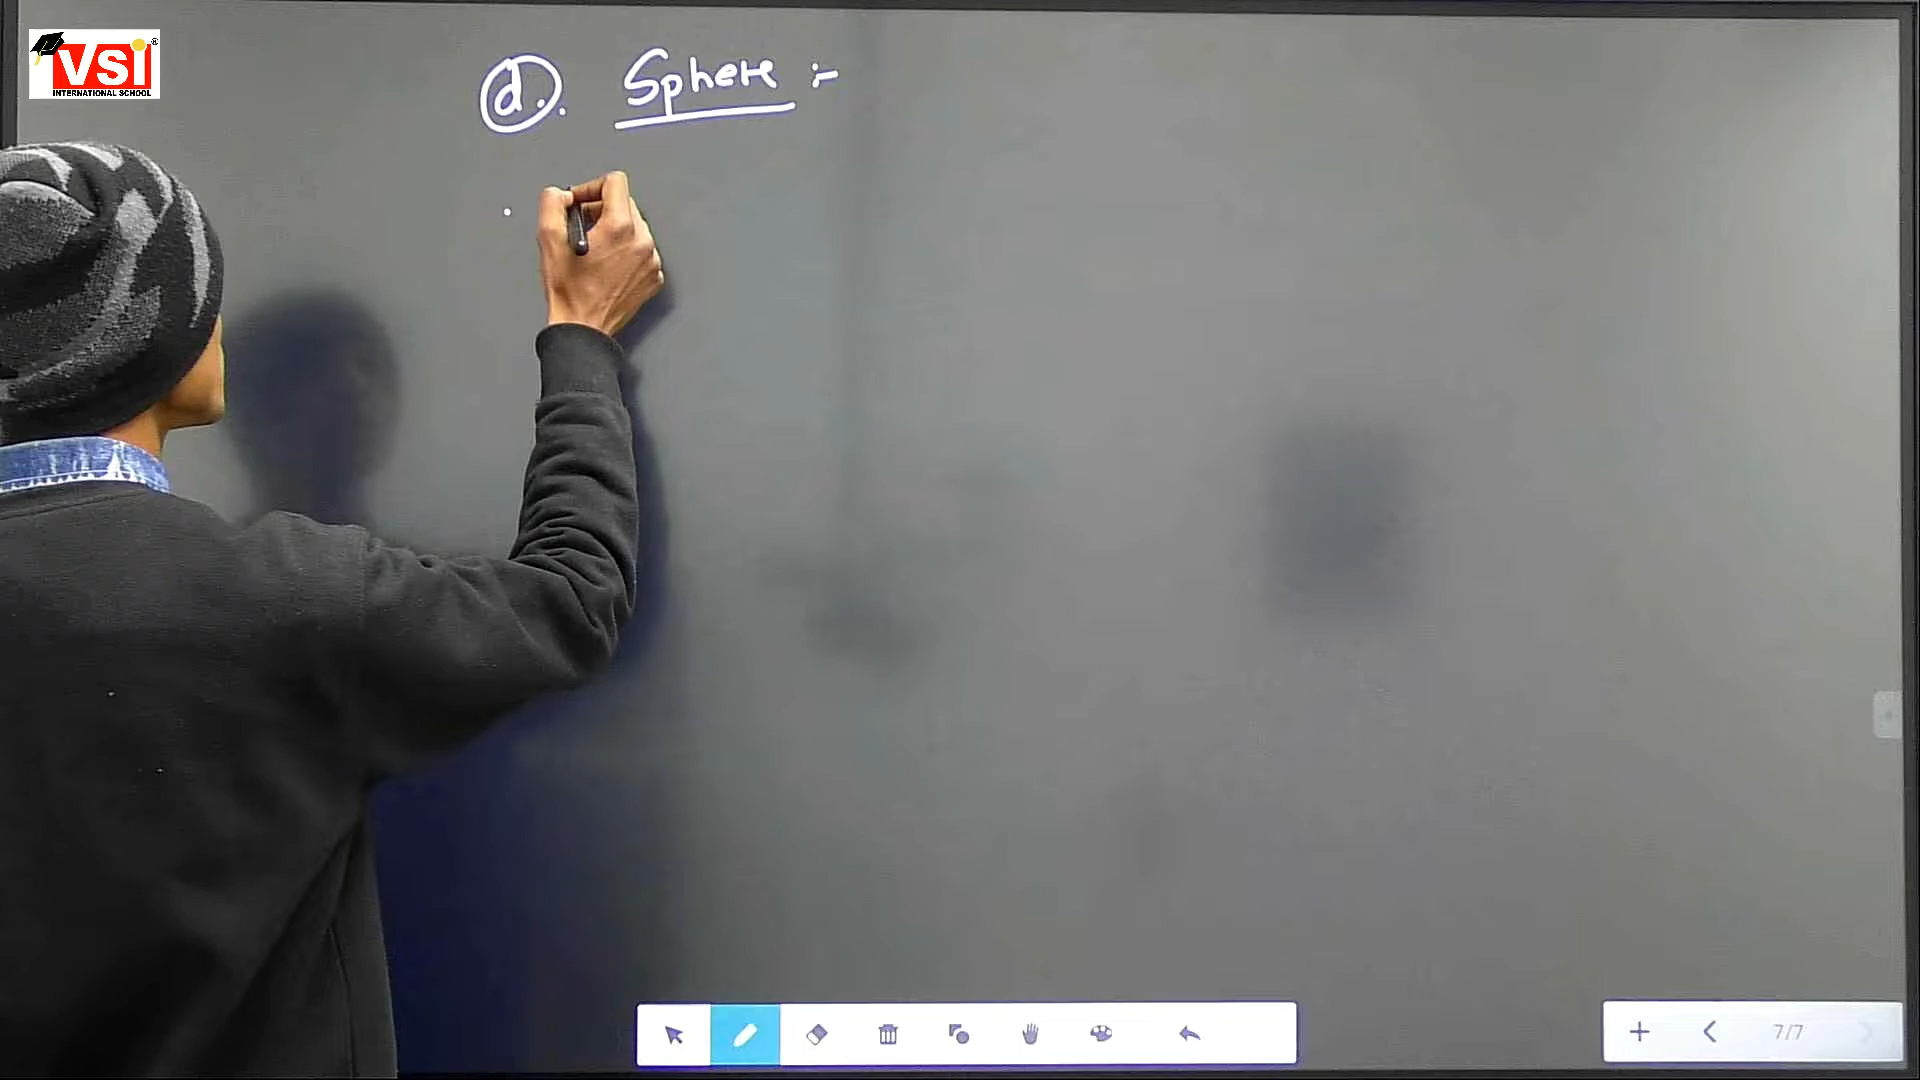 VSI
INTERNATIONAL SCHOOL
(d). Sphere :-
7/7